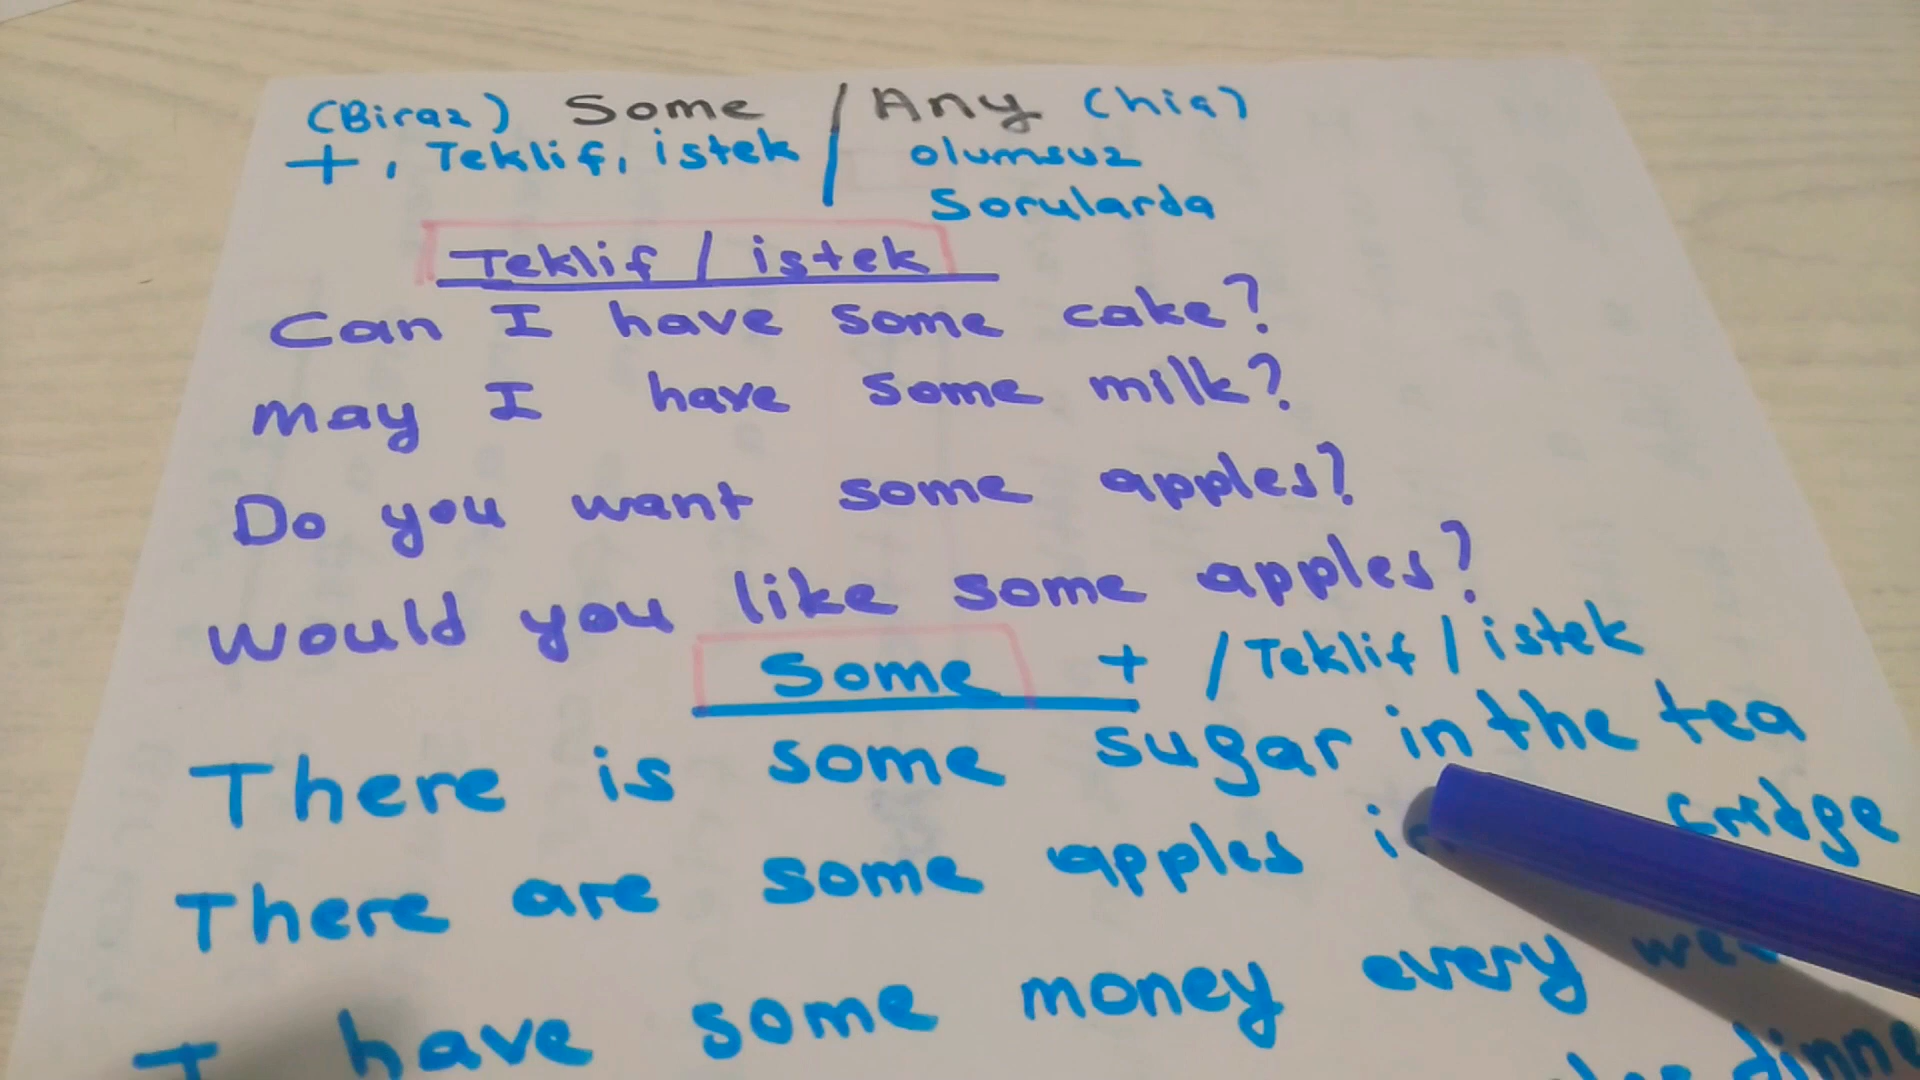 (Biraz) Some / Any (hiç)
+, Teklif, istek / olumsuz
Sorularda
Teklif / istek
Can I have some cake?
may I have some milk?
Do you want some apples?
Would you like some apples?
Some + / Teklif / istek
There is some sugar in the tea
There are some apples fridge
I have some money every